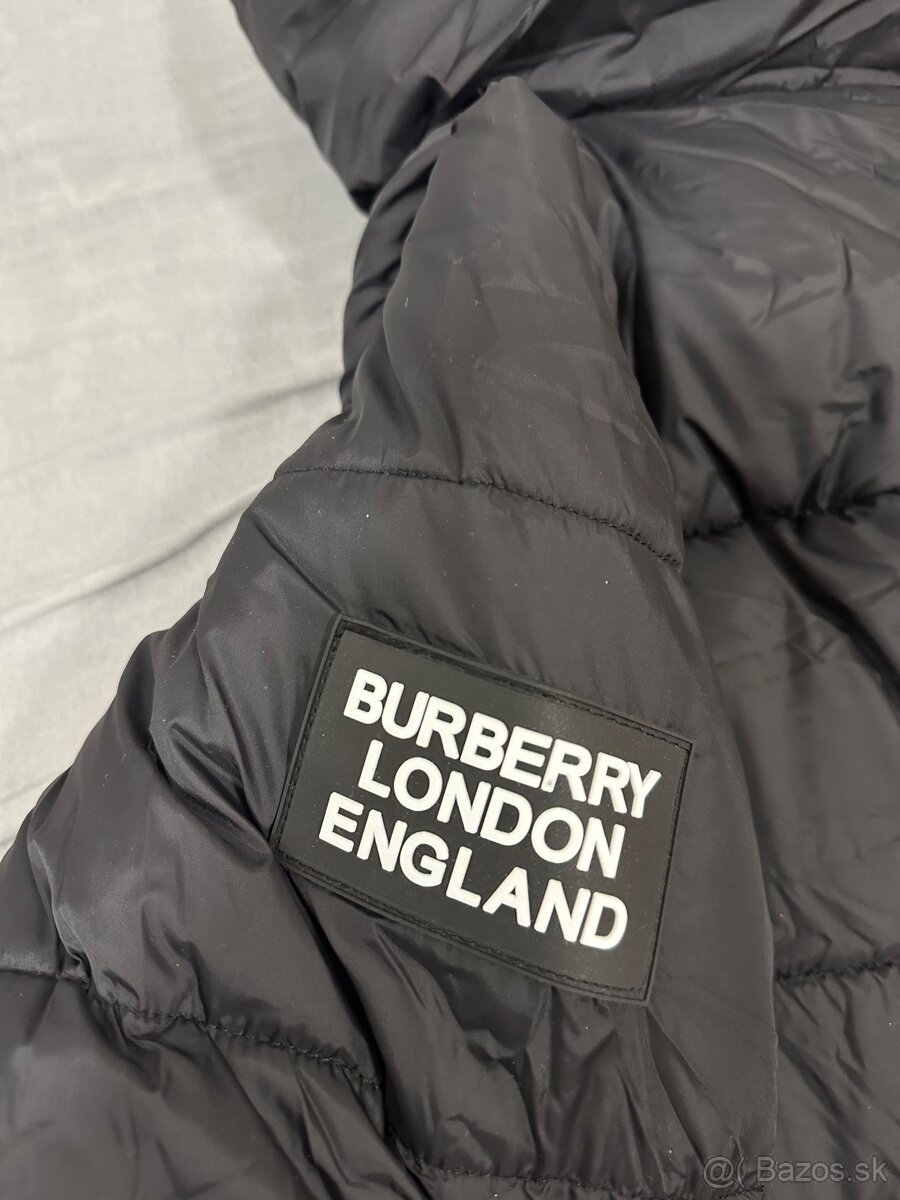 BURBERRY
LONDON
ENGLAND
@( Bazos.sk